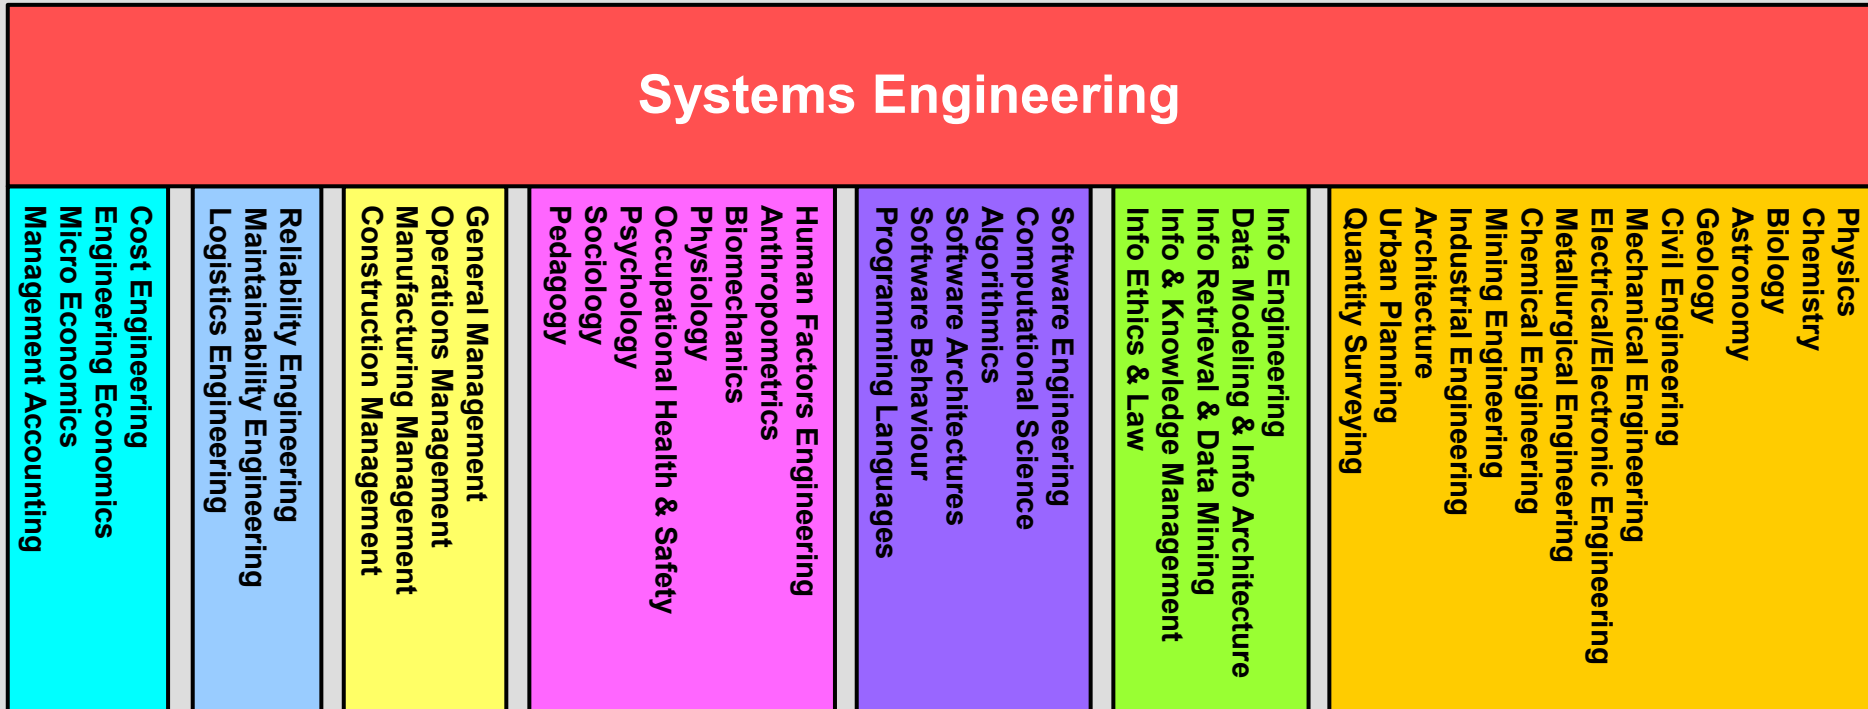 Systems Engineering
Cost Engineering
Engineering Economics
Micro Economics
Management Accounting
Reliability Engineering
Maintainability Engineering
Logistics Engineering
General Management
Operations Management
Manufacturing Management
Construction Management
Human Factors Engineering
Anthropometrics
Biomechanics
Physiology
Occupational Health & Safety
Psychology
Sociology
Pedagogy
Software Engineering
Computational Science
Algorithmics
Software Architectures
Software Behaviour
Programming Languages
Info Engineering
Data Modeling & Info Architecture
Info Retrieval & Data Mining
Info & Knowledge Management
Info Ethics & Law
Physics
Chemistry
Biology
Astronomy
Geology
Civil Engineering
Mechanical Engineering
Electrical/Electronic Engineering
Metallurgical Engineering
Chemical Engineering
Mining Engineering
Industrial Engineering
Architecture
Urban Planning
Quantity Surveying